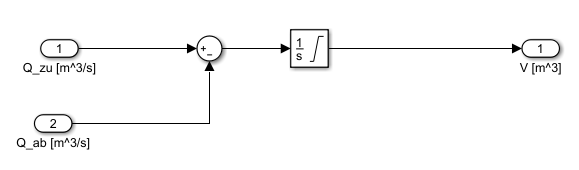 1
Q_zu [m^3/s]
+
−
1
s
1
V [m^3]
2
Q_ab [m^3/s]